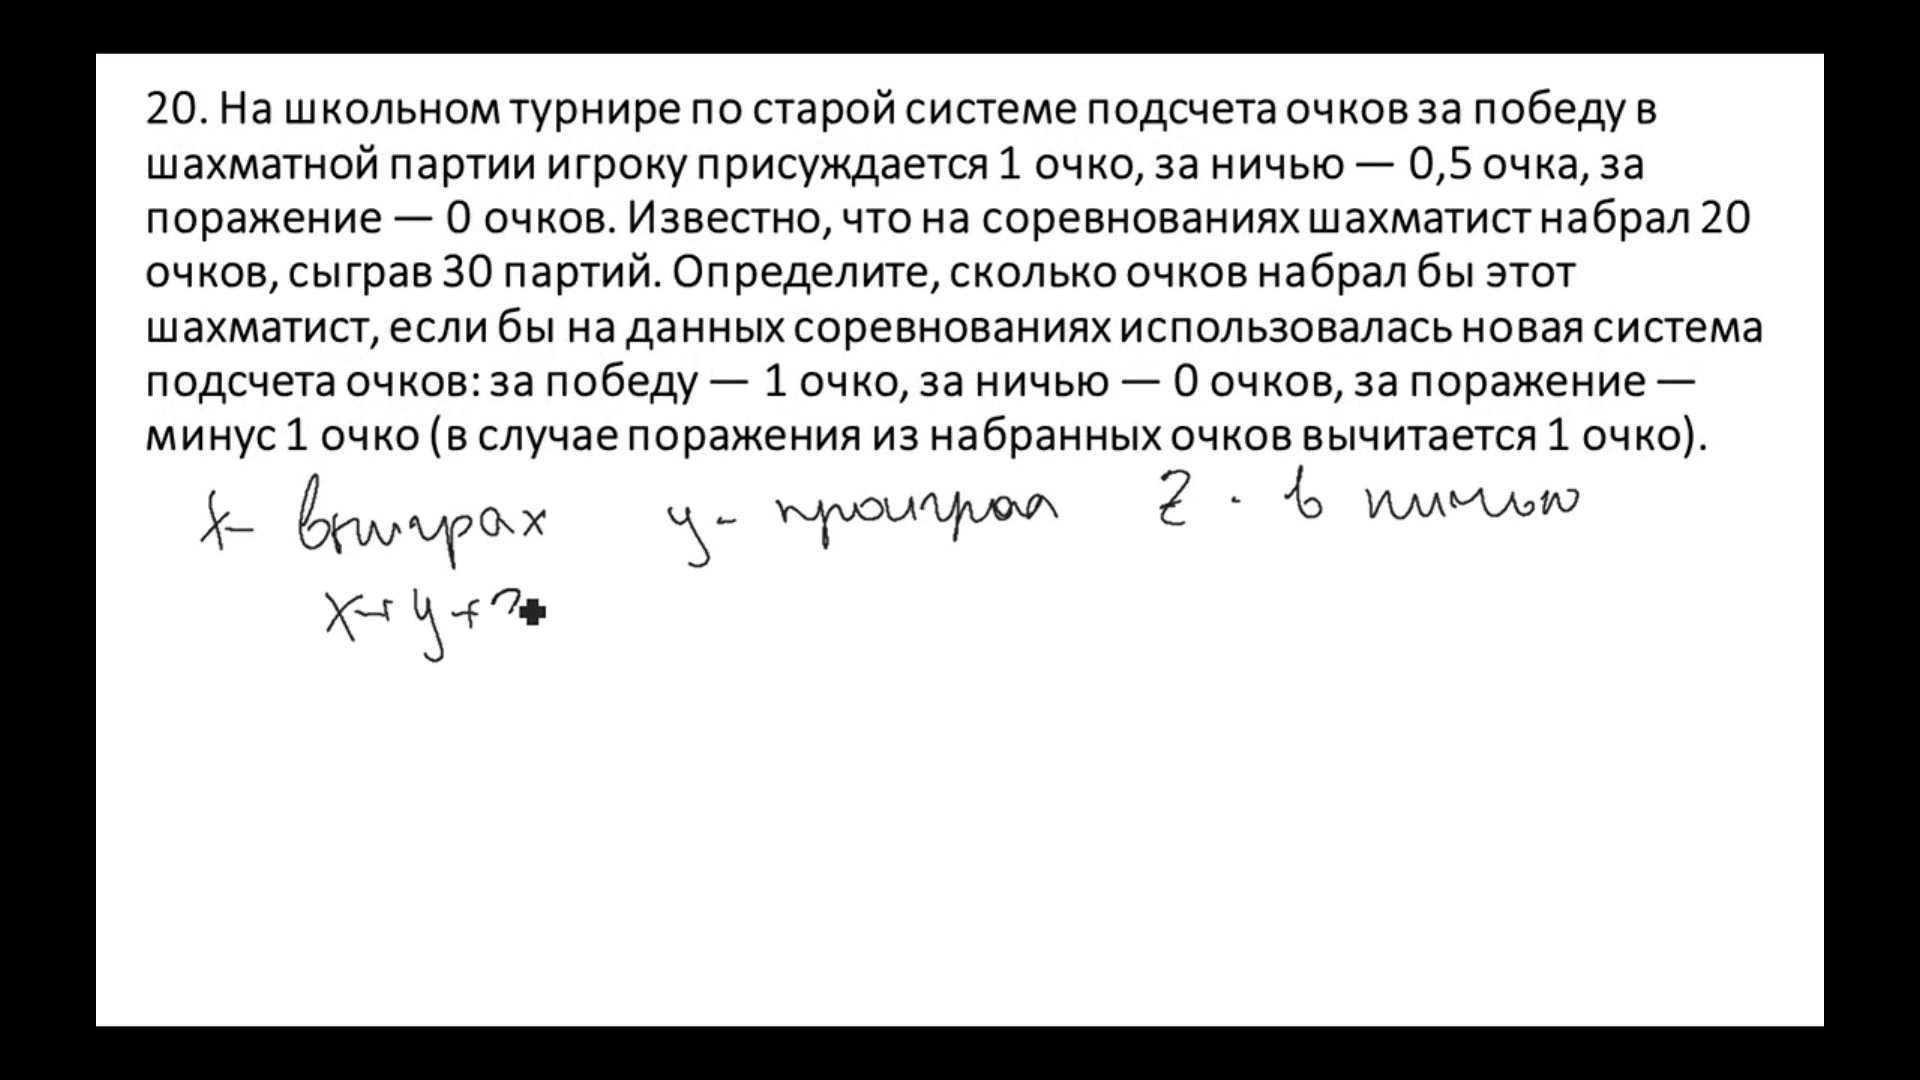 20. На школьном турнире по старой системе подсчета очков за победу в
шахматной партии игроку присуждается 1 очко, за ничью — 0,5 очка, за
поражение — 0 очков. Известно, что на соревнованиях шахматист набрал 20
очков, сыграв 30 партий. Определите, сколько очков набрал бы этот
шахматист, если бы на данных соревнованиях использовалась новая система
подсчета очков: за победу — 1 очко, за ничью — 0 очков, за поражение —
минус 1 очко (в случае поражения из набранных очков вычитается 1 очко).
x - выиграл y - проиграл z - в ничью
x + y +